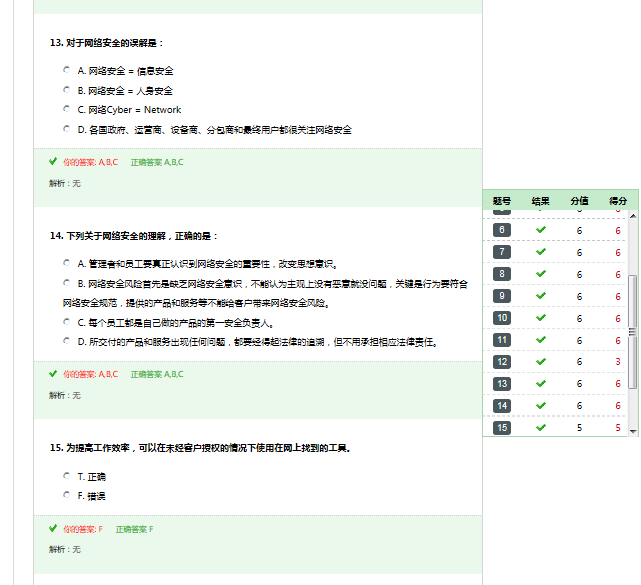 13. 对于网络安全的误解是：
A. 网络安全 = 信息安全
B. 网络安全 = 人身安全
C. 网络Cyber = Network
D. 各国政府、运营商、设备商、分包商和最终用户都很关注网络安全
你的答案: A,B,C 正确答案 A,B,C
解析：无
14. 下列关于网络安全的理解，正确的是：
A. 管理者和员工要真正认识到网络安全的重要性，改变思想意识。
B. 网络安全风险首先是缺乏网络安全意识，不能认为主观上没有恶意就没问题，关键是行为要符合
网络安全规范，提供的产品和服务等不能给客户带来网络安全风险。
C. 每个员工都是自己做的产品的第一安全负责人。
D. 所交付的产品和服务出现任何问题，都要经得起法律的追溯，但不用承担相应法律责任。
你的答案: A,B,C 正确答案 A,B,C
解析：无
15. 为提高工作效率，可以在未经客户授权的情况下使用在网上找到的工具。
T. 正确
F. 错误
你的答案: F 正确答案 F
解析：无
题号 结果 分值 得分
6 6 6
7 6 6
8 6 6
9 6 6
10 6 6
11 6 6
12 6 3
13 6 6
14 6 6
15 5 5